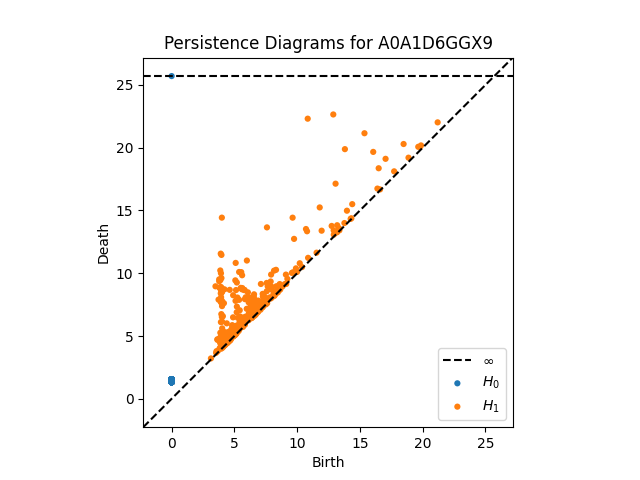 Persistence Diagrams for A0A1D6GGX9
Death
25
20
15
10
5
0
∞
H₀
H₁
0 5 10 15 20 25
Birth